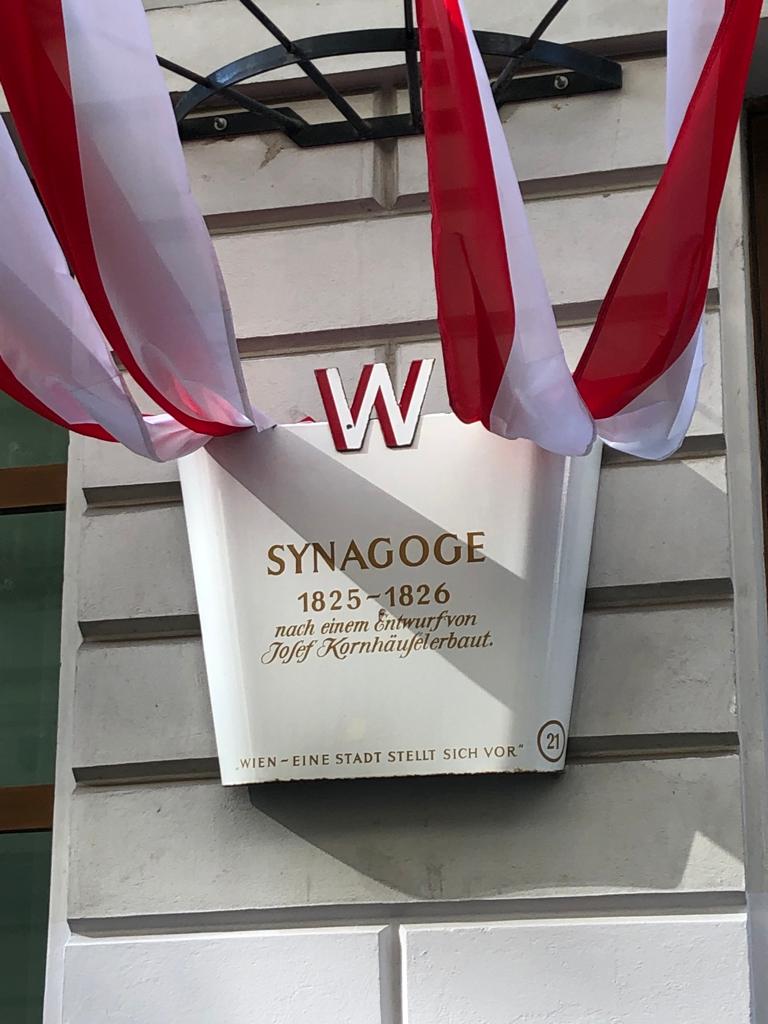 W
SYNAGOGE
1825-1826
nach einem Entwurf von
Josef Kornhäusel erbaut.
„WIEN - EINE STADT STELLT SICH VOR"
21